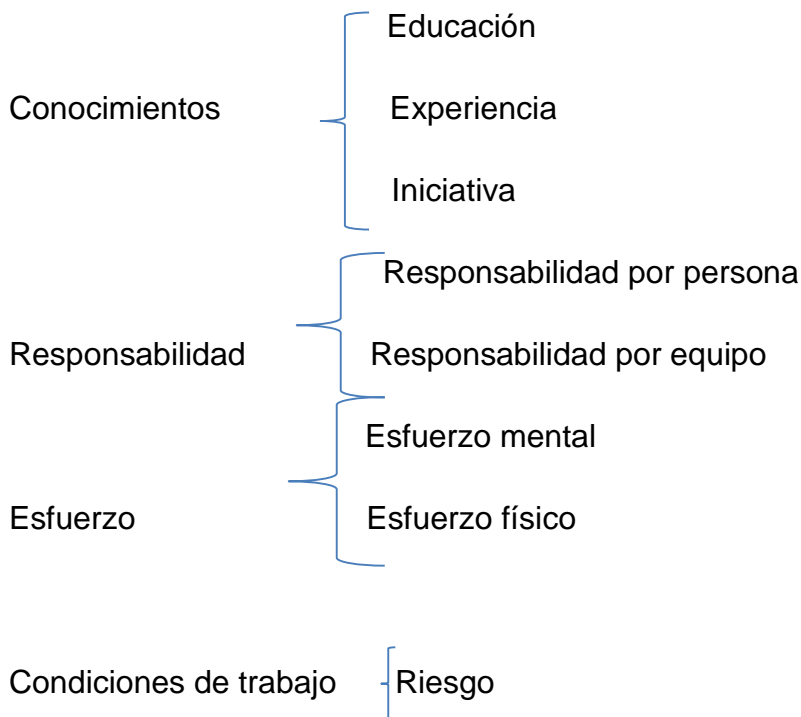 Educación
Conocimientos Experiencia
Iniciativa
Responsabilidad por persona
Responsabilidad Responsabilidad por equipo
Esfuerzo mental
Esfuerzo Esfuerzo físico
Condiciones de trabajo Riesgo